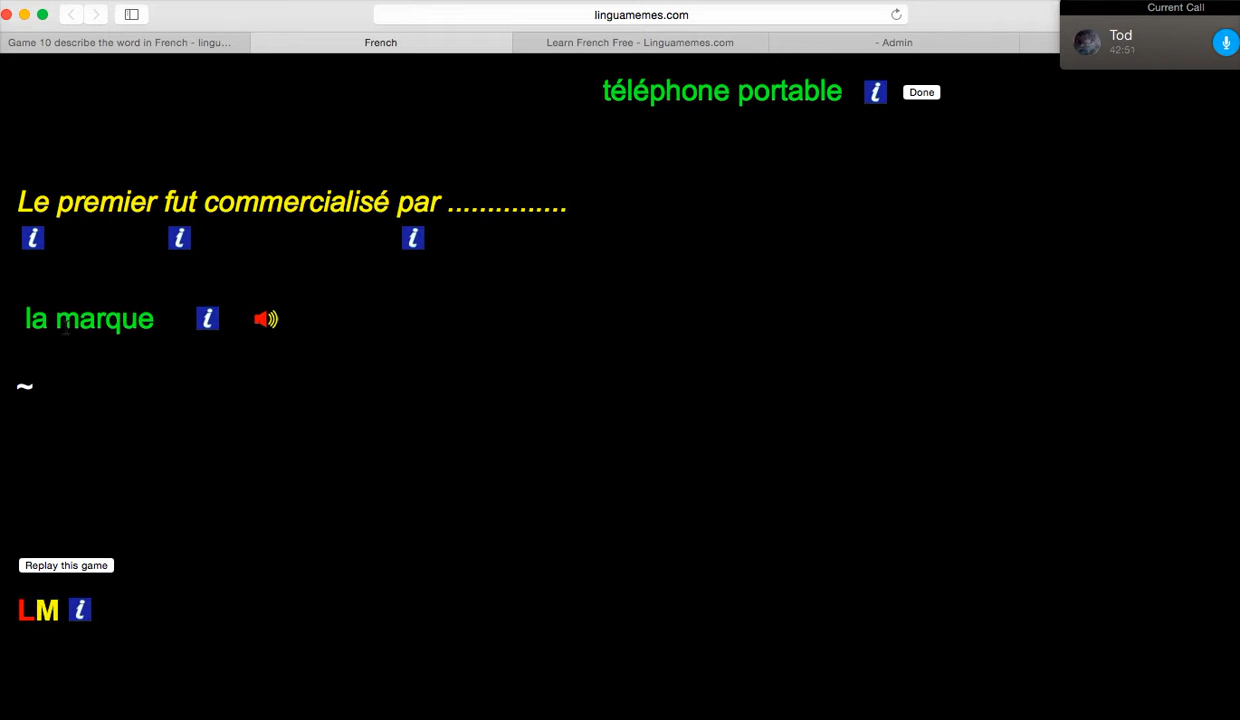 linguamemes.com
Current Call
Game 10 describe the word in French - lingu...
French
Learn French Free - Linguamemes.com
- Admin
Tod
42:51
téléphone portable i Done
Le premier fut commercialisé par ...............
i i i
la marque i
~
Replay this game
LM i